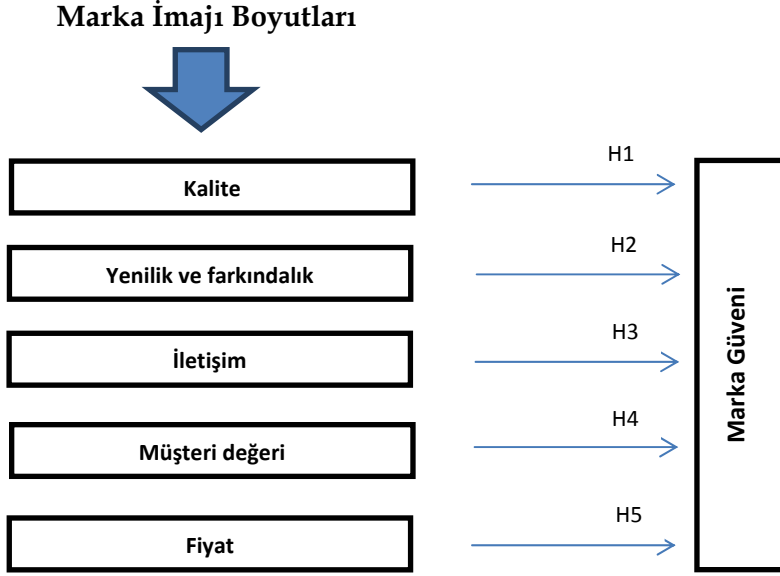 Marka İmajı Boyutları
Kalite
H1
Yenilik ve farkındalık
H2
İletişim
H3
Müşteri değeri
H4
Fiyat
H5
Marka Güveni